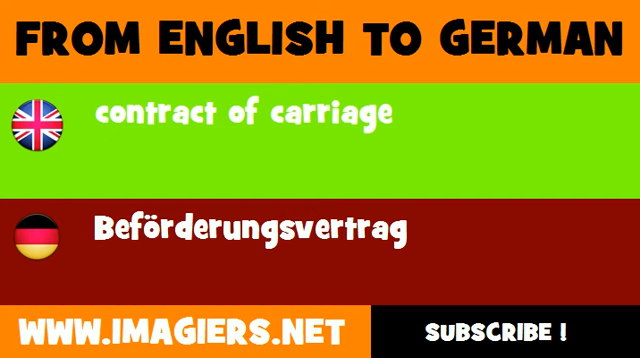 FROM ENGLISH TO GERMAN
contract of carriage
Beförderungsvertrag
WWW.IMAGIERS.NET
SUBSCRIBE !